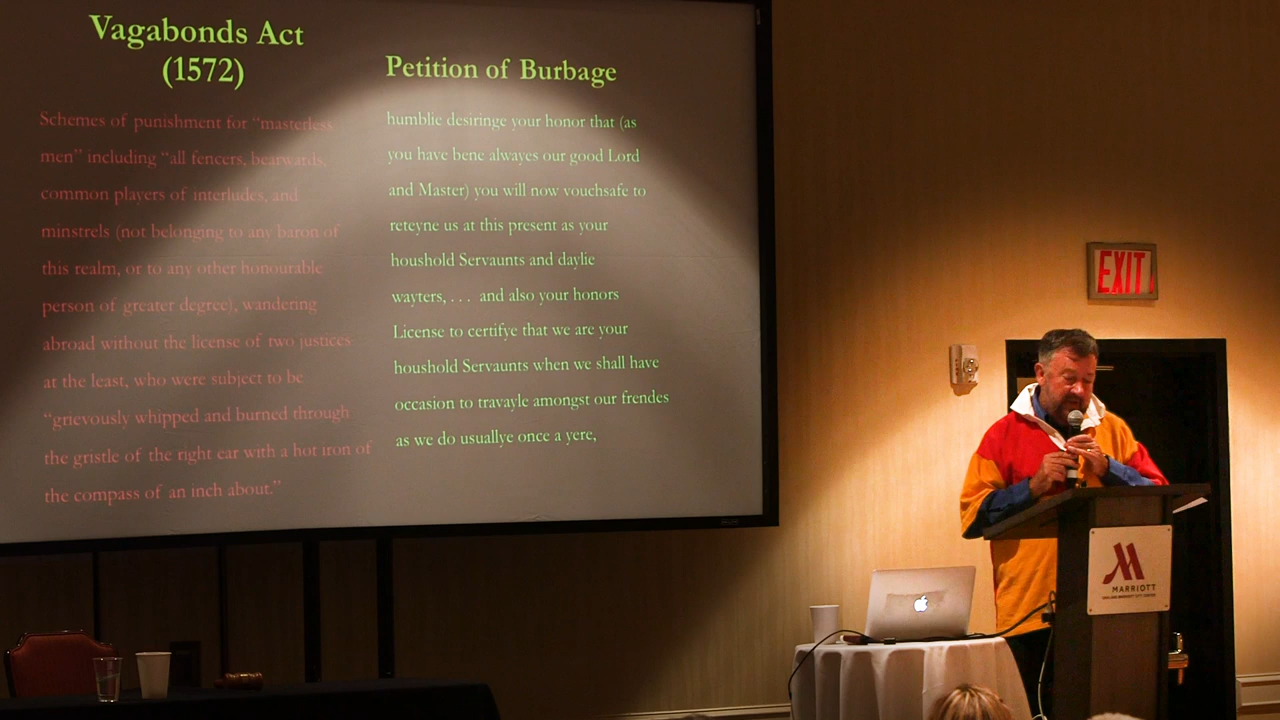 Vagabonds Act
(1572)
Schemes of punishment for “masterless
men” including “all fencers, bearwards,
common players of interludes, and
minstrels (not belonging to any baron of
this realm, or to any other honourable
person of greater degree), wandering
abroad without the license of two justices
at the least, who were subject to be
“grievously whipped and burned through
the gristle of the right ear with a hot iron of
the compass of an inch about.”
Petition of Burbage
humblie desiringe your honor that (as
you have bene alwayes our good Lord
and Master) you will now vouchsafe to
reteyne us at this present as your
houshold Servaunts and daylie
wayters, . . . and also your honors
License to certifye that we are your
houshold Servaunts when we shall have
occasion to travayle amongst our frendes
as we do usuallye once a yere,
EXIT
MARRIOTT
OAKLAND MARRIOTT CITY CENTER